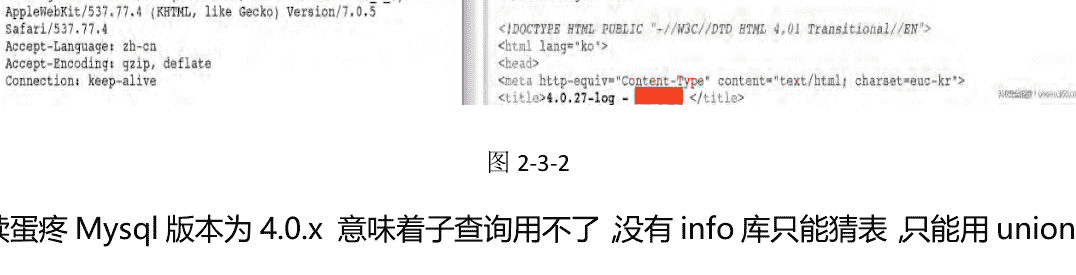 AppleWebKit/537.77.4 (KHTML, like Gecko) Version/7.0.5
Safari/537.77.4
Accept-Language: zh-cn
Accept-Encoding: gzip, deflate
Connection: keep-alive
<!DOCTYPE HTML PUBLIC "-//W3C//DTD HTML 4.01 Transitional//EN">
<html lang="ko">
<head>
<meta http-equiv="Content-Type" content="text/html; charset=euc-kr">
<title>4.0.27-log - </title>
图 2-3-2
续蛋疼 Mysql 版本为 4.0.x 意味着子查询用不了,没有 info 库只能猜表,只能用 union